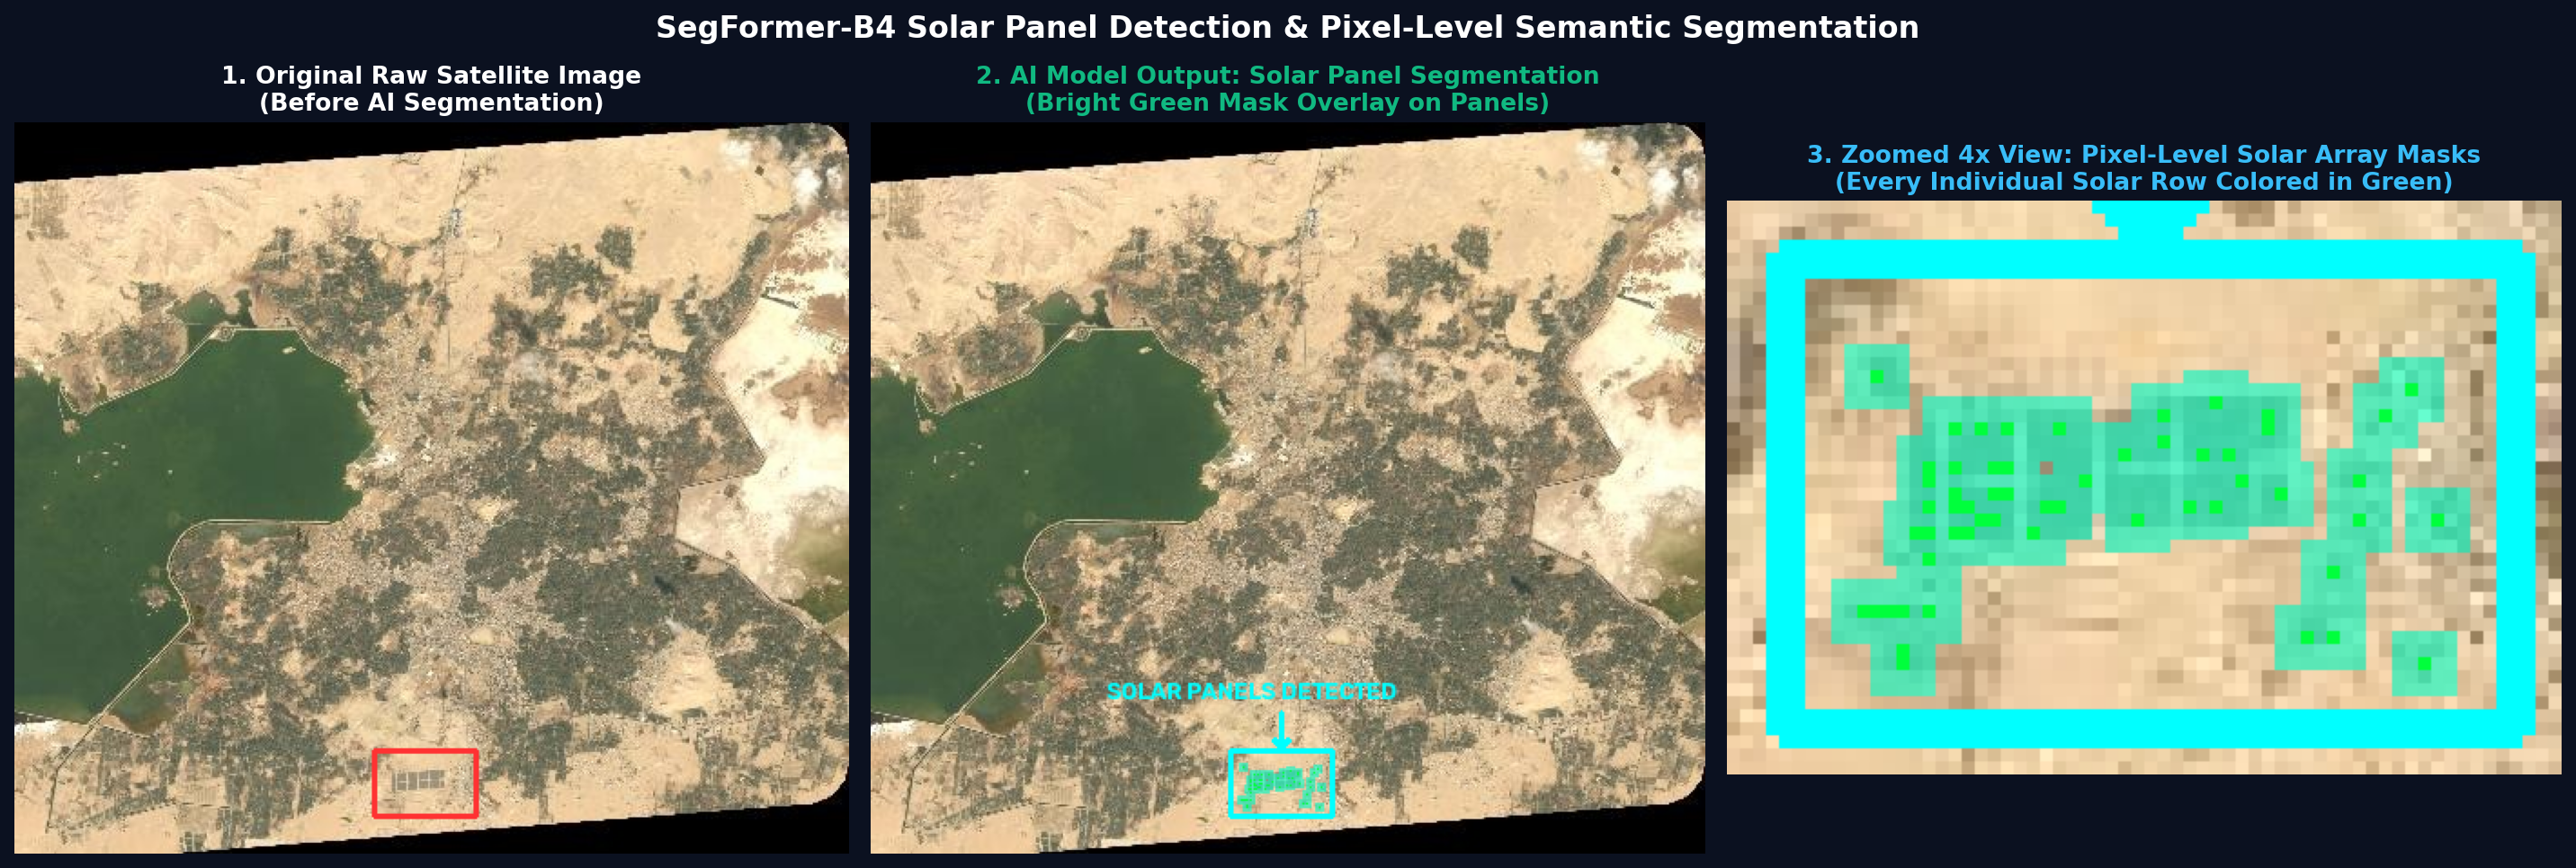 SegFormer-B4 Solar Panel Detection & Pixel-Level Semantic Segmentation
1. Original Raw Satellite Image
(Before AI Segmentation)
2. AI Model Output: Solar Panel Segmentation
(Bright Green Mask Overlay on Panels)
3. Zoomed 4x View: Pixel-Level Solar Array Masks
(Every Individual Solar Row Colored in Green)
SOLAR PANELS DETECTED